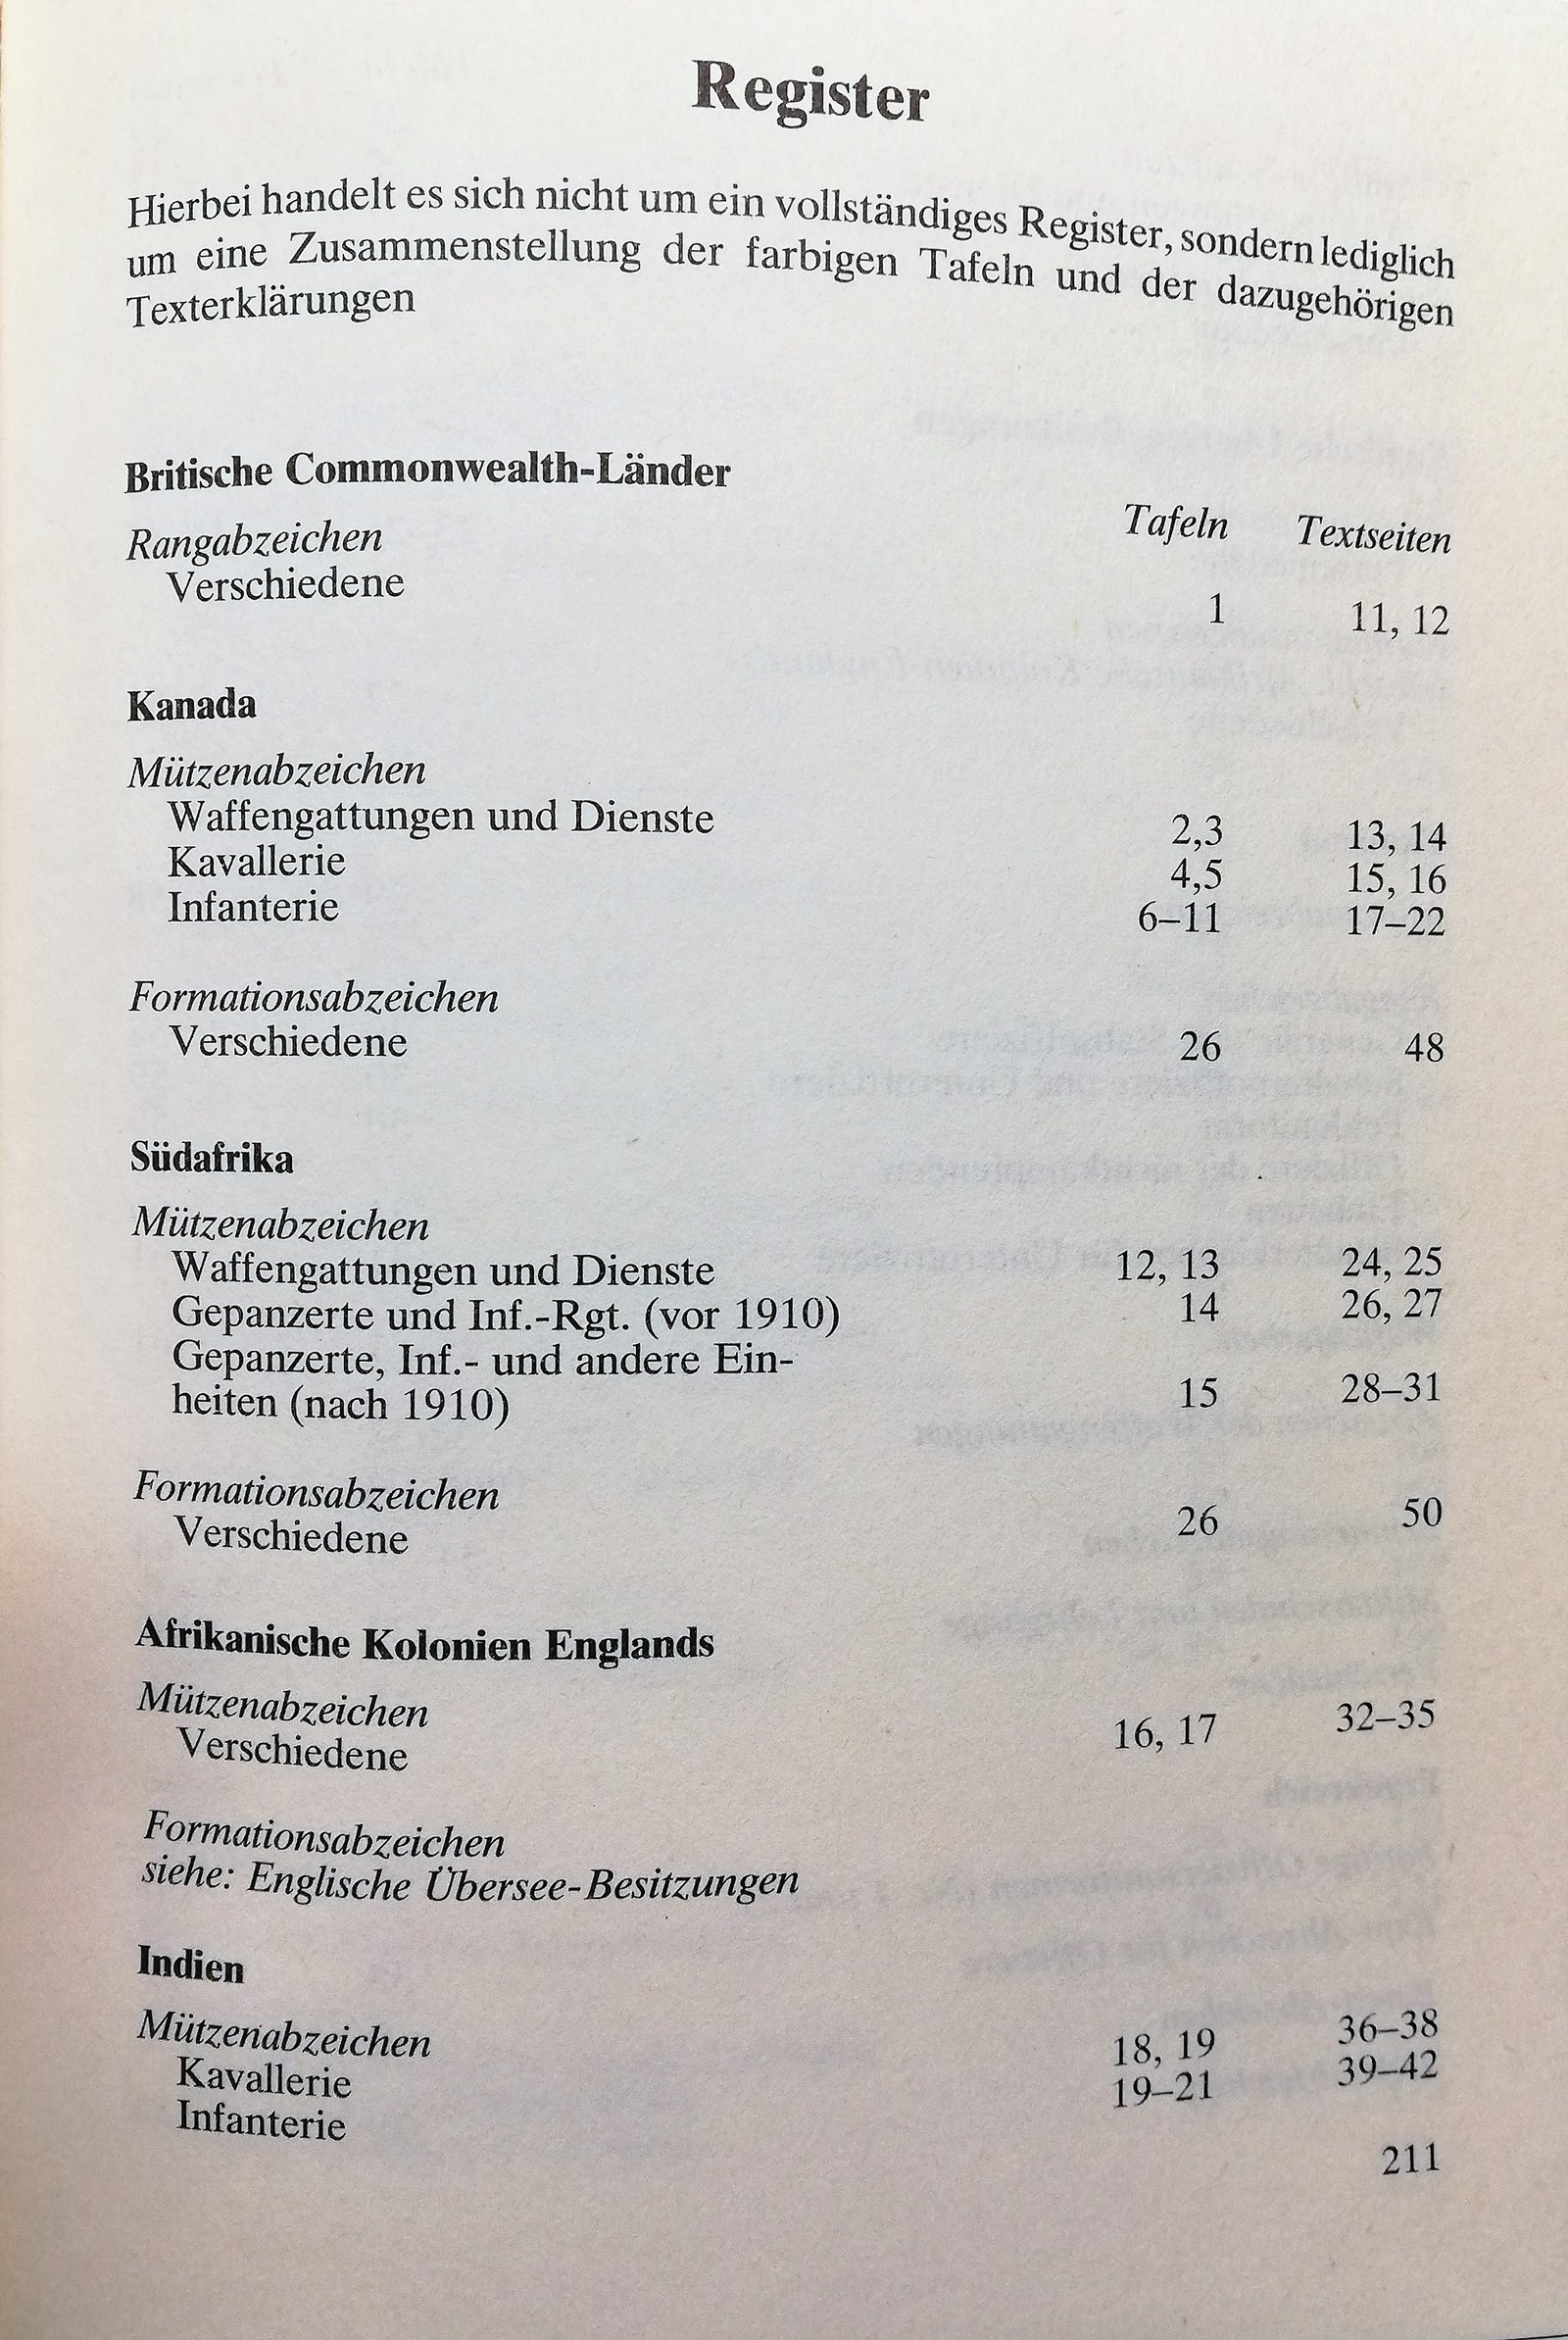 Register
Hierbei handelt es sich nicht um ein vollständiges Register, sondern lediglich
um eine Zusammenstellung der farbigen Tafeln und der dazugehörigen
Texterklärungen
Britische Commonwealth-Länder
Tafeln Textseiten
Rangabzeichen
Verschiedene 1 11, 12
Kanada
Mützenabzeichen
Waffengattungen und Dienste 2,3 13, 14
Kavallerie 4,5 15, 16
Infanterie 6–11 17–22
Formationsabzeichen
Verschiedene 26 48
Südafrika
Mützenabzeichen
Waffengattungen und Dienste 12, 13 24, 25
Gepanzerte und Inf.-Rgt. (vor 1910) 14 26, 27
Gepanzerte, Inf.- und andere Ein-
heiten (nach 1910) 15 28–31
Formationsabzeichen
Verschiedene 26 50
Afrikanische Kolonien Englands
Mützenabzeichen
Verschiedene 16, 17 32–35
Formationsabzeichen
siehe: Englische Übersee-Besitzungen
Indien
Mützenabzeichen
Kavallerie 18, 19 36–38
Infanterie 19–21 39–42
211